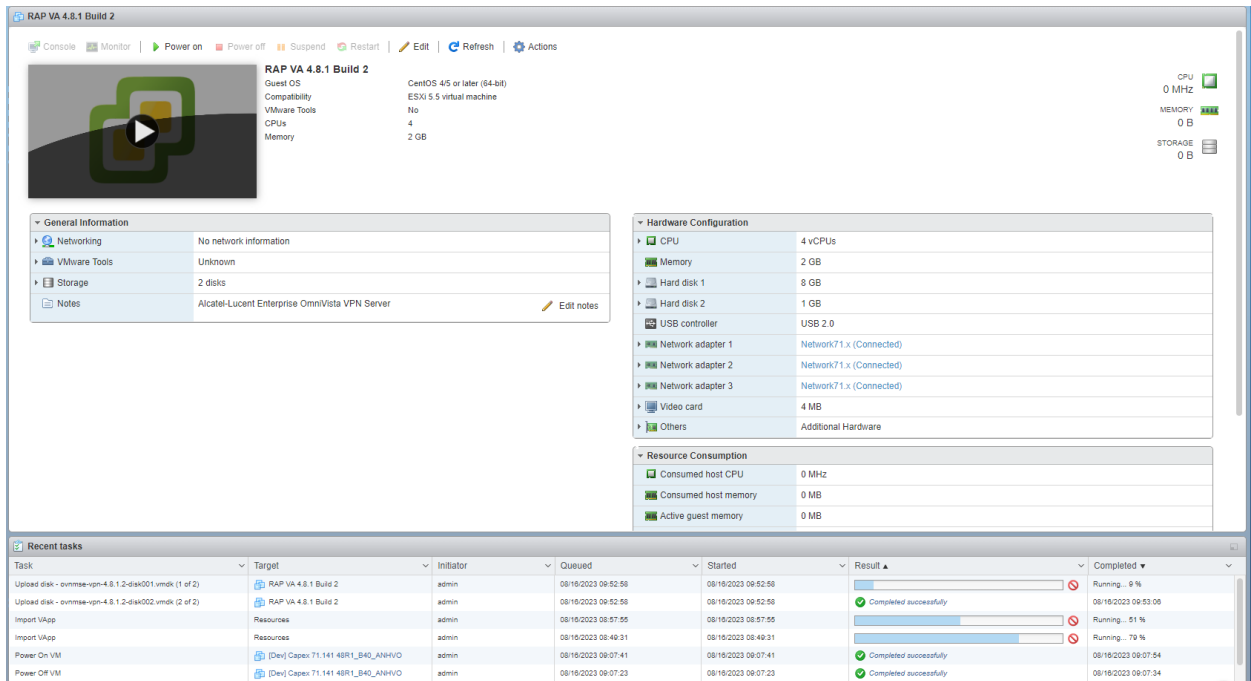 RAP VA 4.8.1 Build 2
Console Monitor Power on Power off Suspend Restart Edit Refresh Actions
RAP VA 4.8.1 Build 2
Guest OS CentOS 4/5 or later (64-bit)
Compatibility ESXi 5.5 virtual machine
VMware Tools No
CPUs 4
Memory 2 GB
CPU
0 MHz
MEMORY
0 B
STORAGE
0 B
General Information
Networking No network information
VMware Tools Unknown
Storage 2 disks
Notes Alcatel-Lucent Enterprise OmniVista VPN Server Edit notes
Hardware Configuration
CPU 4 vCPUs
Memory 2 GB
Hard disk 1 8 GB
Hard disk 2 1 GB
USB controller USB 2.0
Network adapter 1 Network71.x (Connected)
Network adapter 2 Network71.x (Connected)
Network adapter 3 Network71.x (Connected)
Video card 4 MB
Others Additional Hardware
Resource Consumption
Consumed host CPU 0 MHz
Consumed host memory 0 MB
Active guest memory 0 MB
Recent tasks
Task Target Initiator Queued Started Result Completed
Upload disk - ovnmse-vpn-4.8.1.2-disk001.vmdk (1 of 2) RAP VA 4.8.1 Build 2 admin 08/16/2023 09:52:58 08/16/2023 09:52:58 Running... 9 %
Upload disk - ovnmse-vpn-4.8.1.2-disk002.vmdk (2 of 2) RAP VA 4.8.1 Build 2 admin 08/16/2023 09:52:58 08/16/2023 09:52:58 Completed successfully 08/16/2023 09:53:06
Import VApp Resources admin 08/16/2023 08:57:55 08/16/2023 08:57:55 Running... 51 %
Import VApp Resources admin 08/16/2023 08:49:31 08/16/2023 08:49:31 Running... 79 %
Power On VM [Dev] Capex 71.141 48R1_B40_ANHVO admin 08/16/2023 09:07:41 08/16/2023 09:07:41 Completed successfully 08/16/2023 09:07:54
Power Off VM [Dev] Capex 71.141 48R1_B40_ANHVO admin 08/16/2023 09:07:23 08/16/2023 09:07:23 Completed successfully 08/16/2023 09:07:34